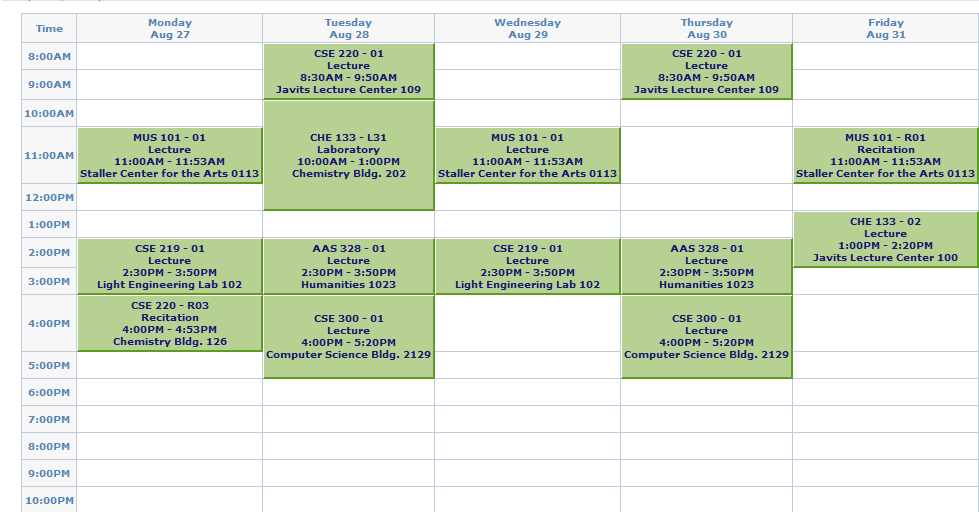 Time
Monday
Aug 27
Tuesday
Aug 28
Wednesday
Aug 29
Thursday
Aug 30
Friday
Aug 31
8:00AM
CSE 220 - 01
Lecture
8:30AM - 9:50AM
Javits Lecture Center 109
CSE 220 - 01
Lecture
8:30AM - 9:50AM
Javits Lecture Center 109
9:00AM
10:00AM
CHE 133 - L31
Laboratory
10:00AM - 1:00PM
Chemistry Bldg. 202
11:00AM
MUS 101 - 01
Lecture
11:00AM - 11:53AM
Staller Center for the Arts 0113
MUS 101 - 01
Lecture
11:00AM - 11:53AM
Staller Center for the Arts 0113
MUS 101 - R01
Recitation
11:00AM - 11:53AM
Staller Center for the Arts 0113
12:00PM
1:00PM
CHE 133 - 02
Lecture
1:00PM - 2:20PM
Javits Lecture Center 100
2:00PM
CSE 219 - 01
Lecture
2:30PM - 3:50PM
Light Engineering Lab 102
AAS 328 - 01
Lecture
2:30PM - 3:50PM
Humanities 1023
CSE 219 - 01
Lecture
2:30PM - 3:50PM
Light Engineering Lab 102
AAS 328 - 01
Lecture
2:30PM - 3:50PM
Humanities 1023
3:00PM
4:00PM
CSE 220 - R03
Recitation
4:00PM - 4:53PM
Chemistry Bldg. 126
CSE 300 - 01
Lecture
4:00PM - 5:20PM
Computer Science Bldg. 2129
CSE 300 - 01
Lecture
4:00PM - 5:20PM
Computer Science Bldg. 2129
5:00PM
6:00PM
7:00PM
8:00PM
9:00PM
10:00PM